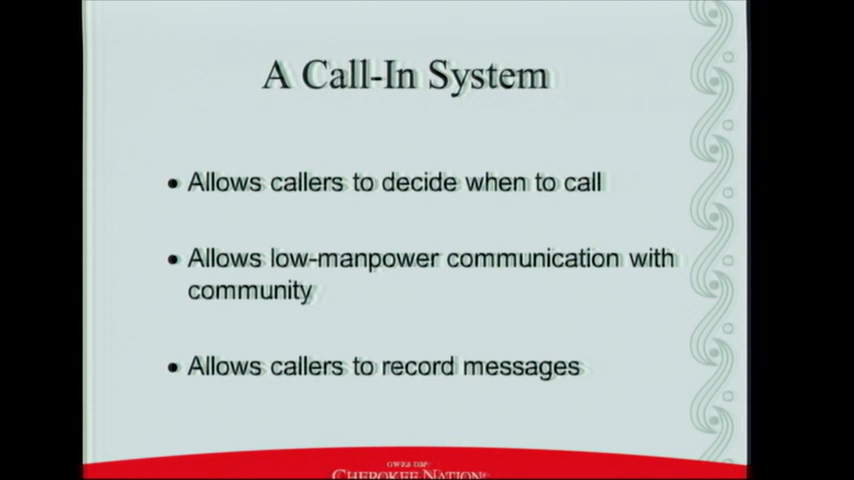 A Call-In System
• Allows callers to decide when to call
• Allows low-manpower communication with
community
• Allows callers to record messages
CHEROKEE NATION